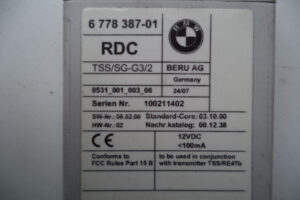 6 778 387-01
BMW
RDC
TSS/SG-G3/2
BERU AG
Germany
0531_001_003_06
24/07
Serien Nr. 100211402
SW-Nr.: 06.02.00 Standard-Core: 03.10.00
HW-Nr.: 02 Nachr.katalog: 00.12.38
12VDC
<100mA
Conforms to
FCC Rules Part 15 B
to be used in conjunction
with transmitter TSS/RE4Tb